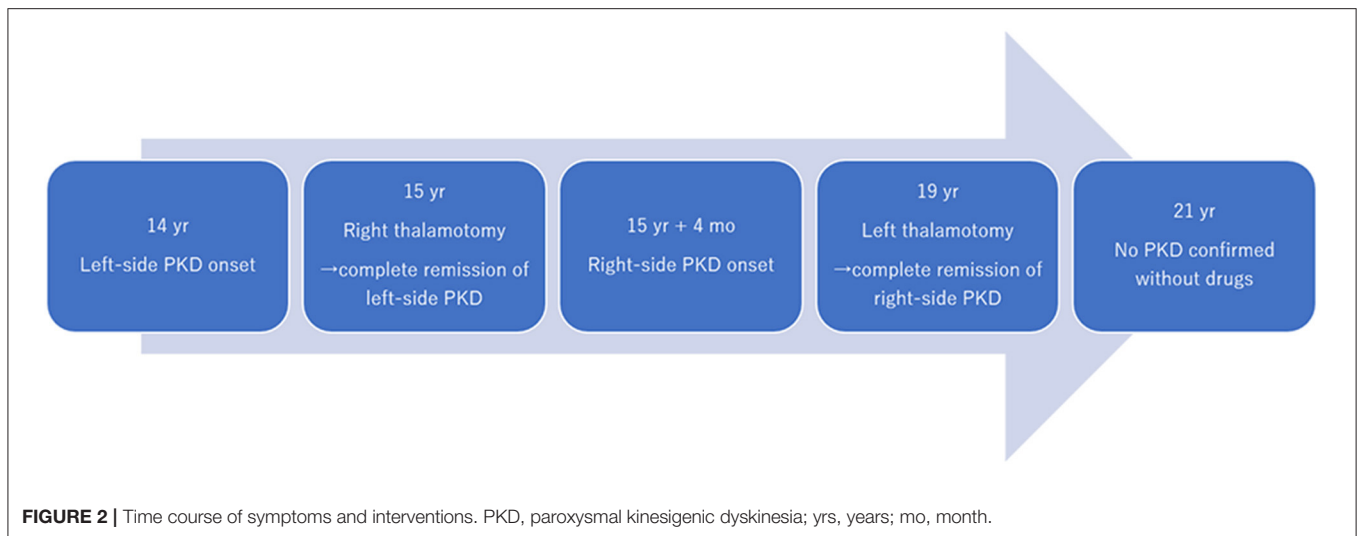 14 yr
Left-side PKD onset
15 yr
Right thalamotomy
→complete remission of
left-side PKD
15 yr + 4 mo
Right-side PKD onset
19 yr
Left thalamotomy
→complete remission of
right-side PKD
21 yr
No PKD confirmed
without drugs
FIGURE 2 | Time course of symptoms and interventions. PKD, paroxysmal kinesigenic dyskinesia; yrs, years; mo, month.